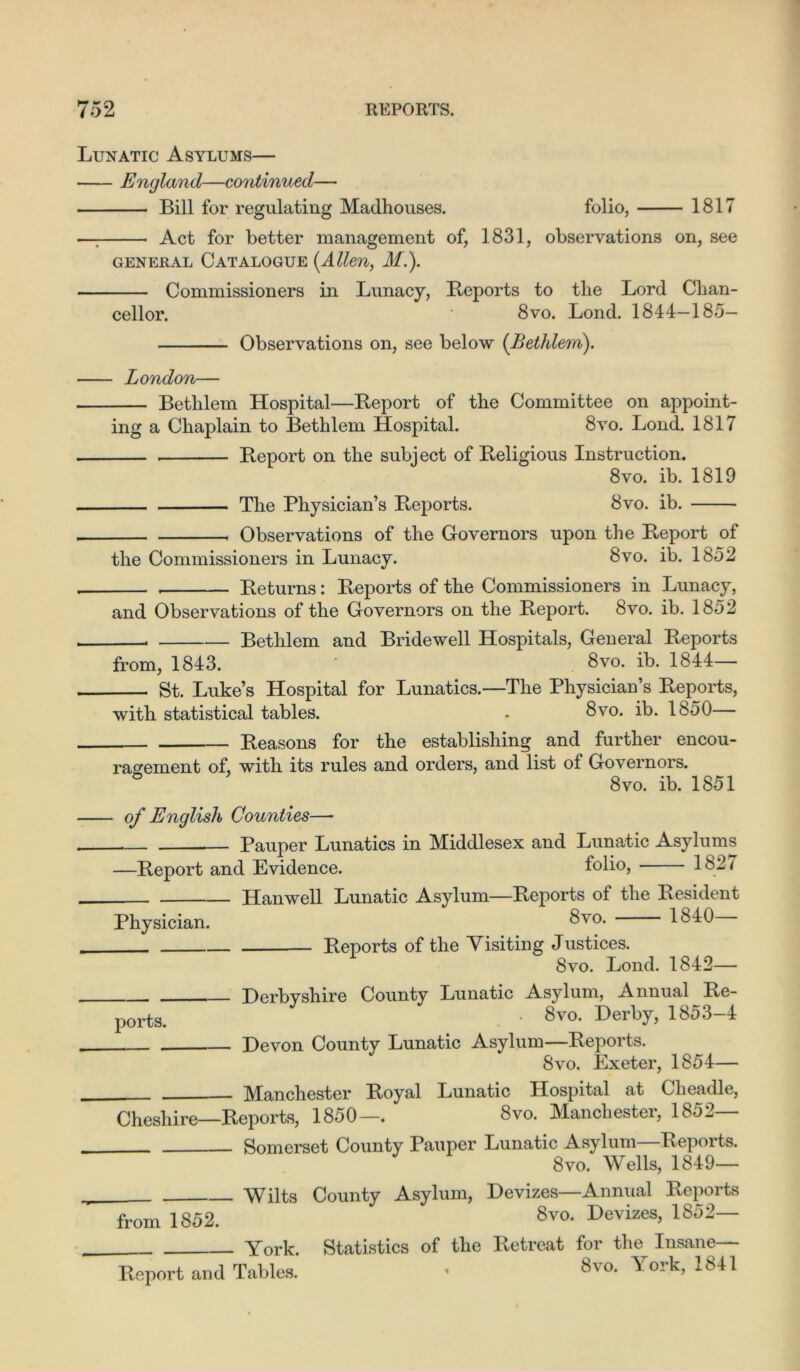 752 REPORTS.
Lunatic Asylums—
—— England—continued—
——— Bill for regulating Madhouses. folio, —— 1817
——— Act for better management of, 1831, observations on, see
general Catalogue (Allen, M.).
——— Commissioners in Lunacy, Reports to the Lord Chan-
cellor. 8vo. Lond. 1844–185–
——— Observations on, see below (Bethlem).
—— London—
——— Bethlem Hospital—Report of the Committee on appoint-
ing a Chaplain to Bethlem Hospital. 8vo. Lond. 1817
——— ——— Report on the subject of Religious Instruction.
8vo. ib. 1819
——— ——— The Physician’s Reports. 8vo. ib. ——
——— ——— Observations of the Governors upon the Report of
the Commissioners in Lunacy. 8vo. ib. 1852
——— ——— Returns: Reports of the Commissioners in Lunacy,
and Observations of the Governors on the Report. 8vo. ib. 1852
——— ——— Bethlem and Bridewell Hospitals, General Reports
from, 1843. 8vo. ib. 1844—
——— St. Luke’s Hospital for Lunatics.—The Physician’s Reports,
with statistical tables. 8vo. ib. 1850—
——— ——— Reasons for the establishing and further encou-
ragement of, with its rules and orders, and list of Governors.
8vo. ib. 1851
—— of English Counties—
——— ——— Pauper Lunatics in Middlesex and Lunatic Asylums
—Report and Evidence. folio, —— 1827
——— ——— Hanwell Lunatic Asylum—Reports of the Resident
Physician. 8vo. —— 1840—
——— ——— ——— Reports of the Visiting Justices.
8vo. Lond. 1842—
——— ——— Derbyshire County Lunatic Asylum, Annual Re-
ports. 8vo. Derby, 1853–4
——— ——— Devon County Lunatic Asylum—Reports.
8vo. Exeter, 1854—
——— ——— Manchester Royal Lunatic Hospital at Cheadle,
Cheshire—Reports, 1850—. 8vo. Manchester, 1852—
——— ——— Somerset County Pauper Lunatic Asylum—Reports.
8vo. Wells, 1849—
——— ——— Wilts County Asylum, Devizes—Annual Reports
from 1852. 8vo. Devizes, 1852—
——— ——— York. Statistics of the Retreat for the Insane—
Report and Tables. 8vo. York, 1841